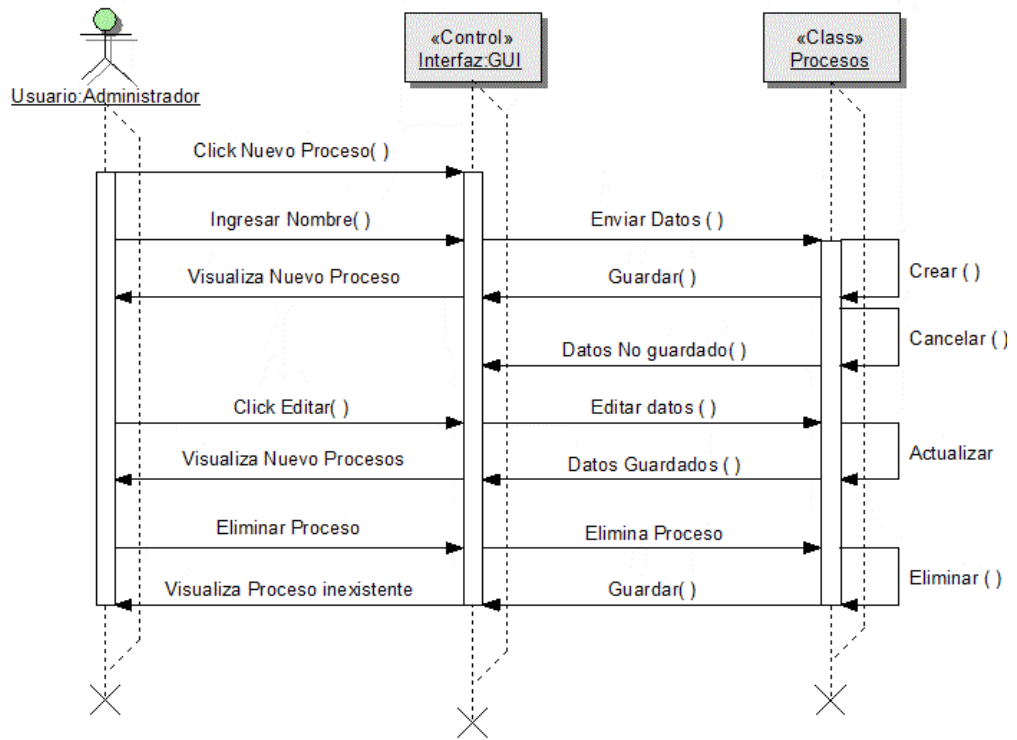 «Control»
Interfaz:GUI
«Class»
Procesos
Usuario:Administrador
Click Nuevo Proceso( )
Ingresar Nombre( )
Enviar Datos ( )
Visualiza Nuevo Proceso
Guardar( )
Crear ( )
Cancelar ( )
Datos No guardado( )
Click Editar( )
Editar datos ( )
Actualizar
Visualiza Nuevo Procesos
Datos Guardados ( )
Eliminar Proceso
Elimina Proceso
Eliminar ( )
Visualiza Proceso inexistente
Guardar( )